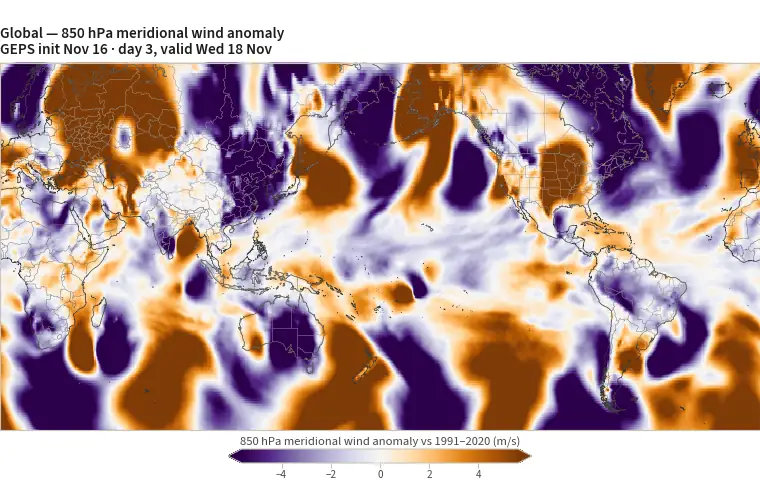 Global — 850 hPa meridional wind anomaly
GEPS init Nov 16 · day 3, valid Wed 18 Nov
850 hPa meridional wind anomaly vs 1991–2020 (m/s)
−4 −2 0 2 4